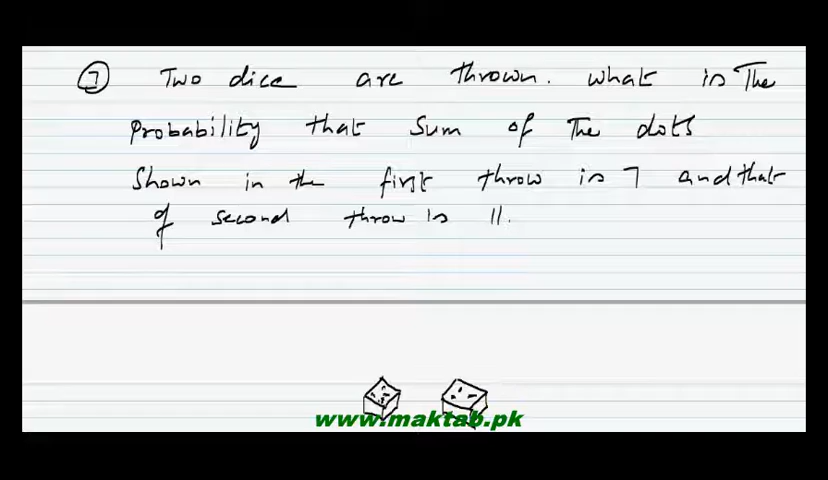 ⑦ Two dice are thrown. what is The
Probability that Sum of The dots
Shown in the first throw is 7 and that
of second throw is 11.
www.maktab.pk